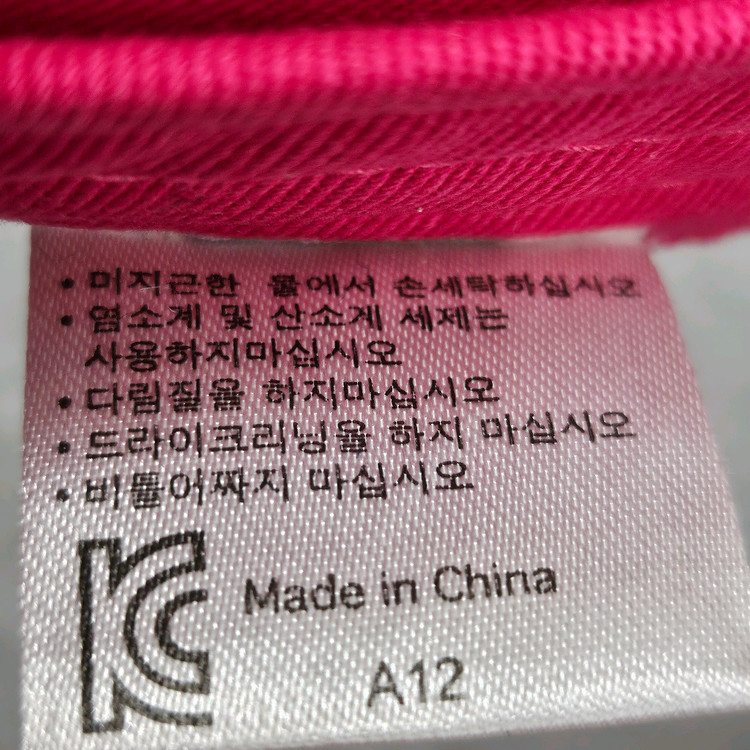 • 미지근한 물에서 손세탁하십시오
• 염소계 및 산소계 세제는
사용하지마십시오
• 다림질을 하지마십시오
• 드라이크리닝을 하지 마십시오
• 비틀어짜지 마십시오
KC
Made in China
A12